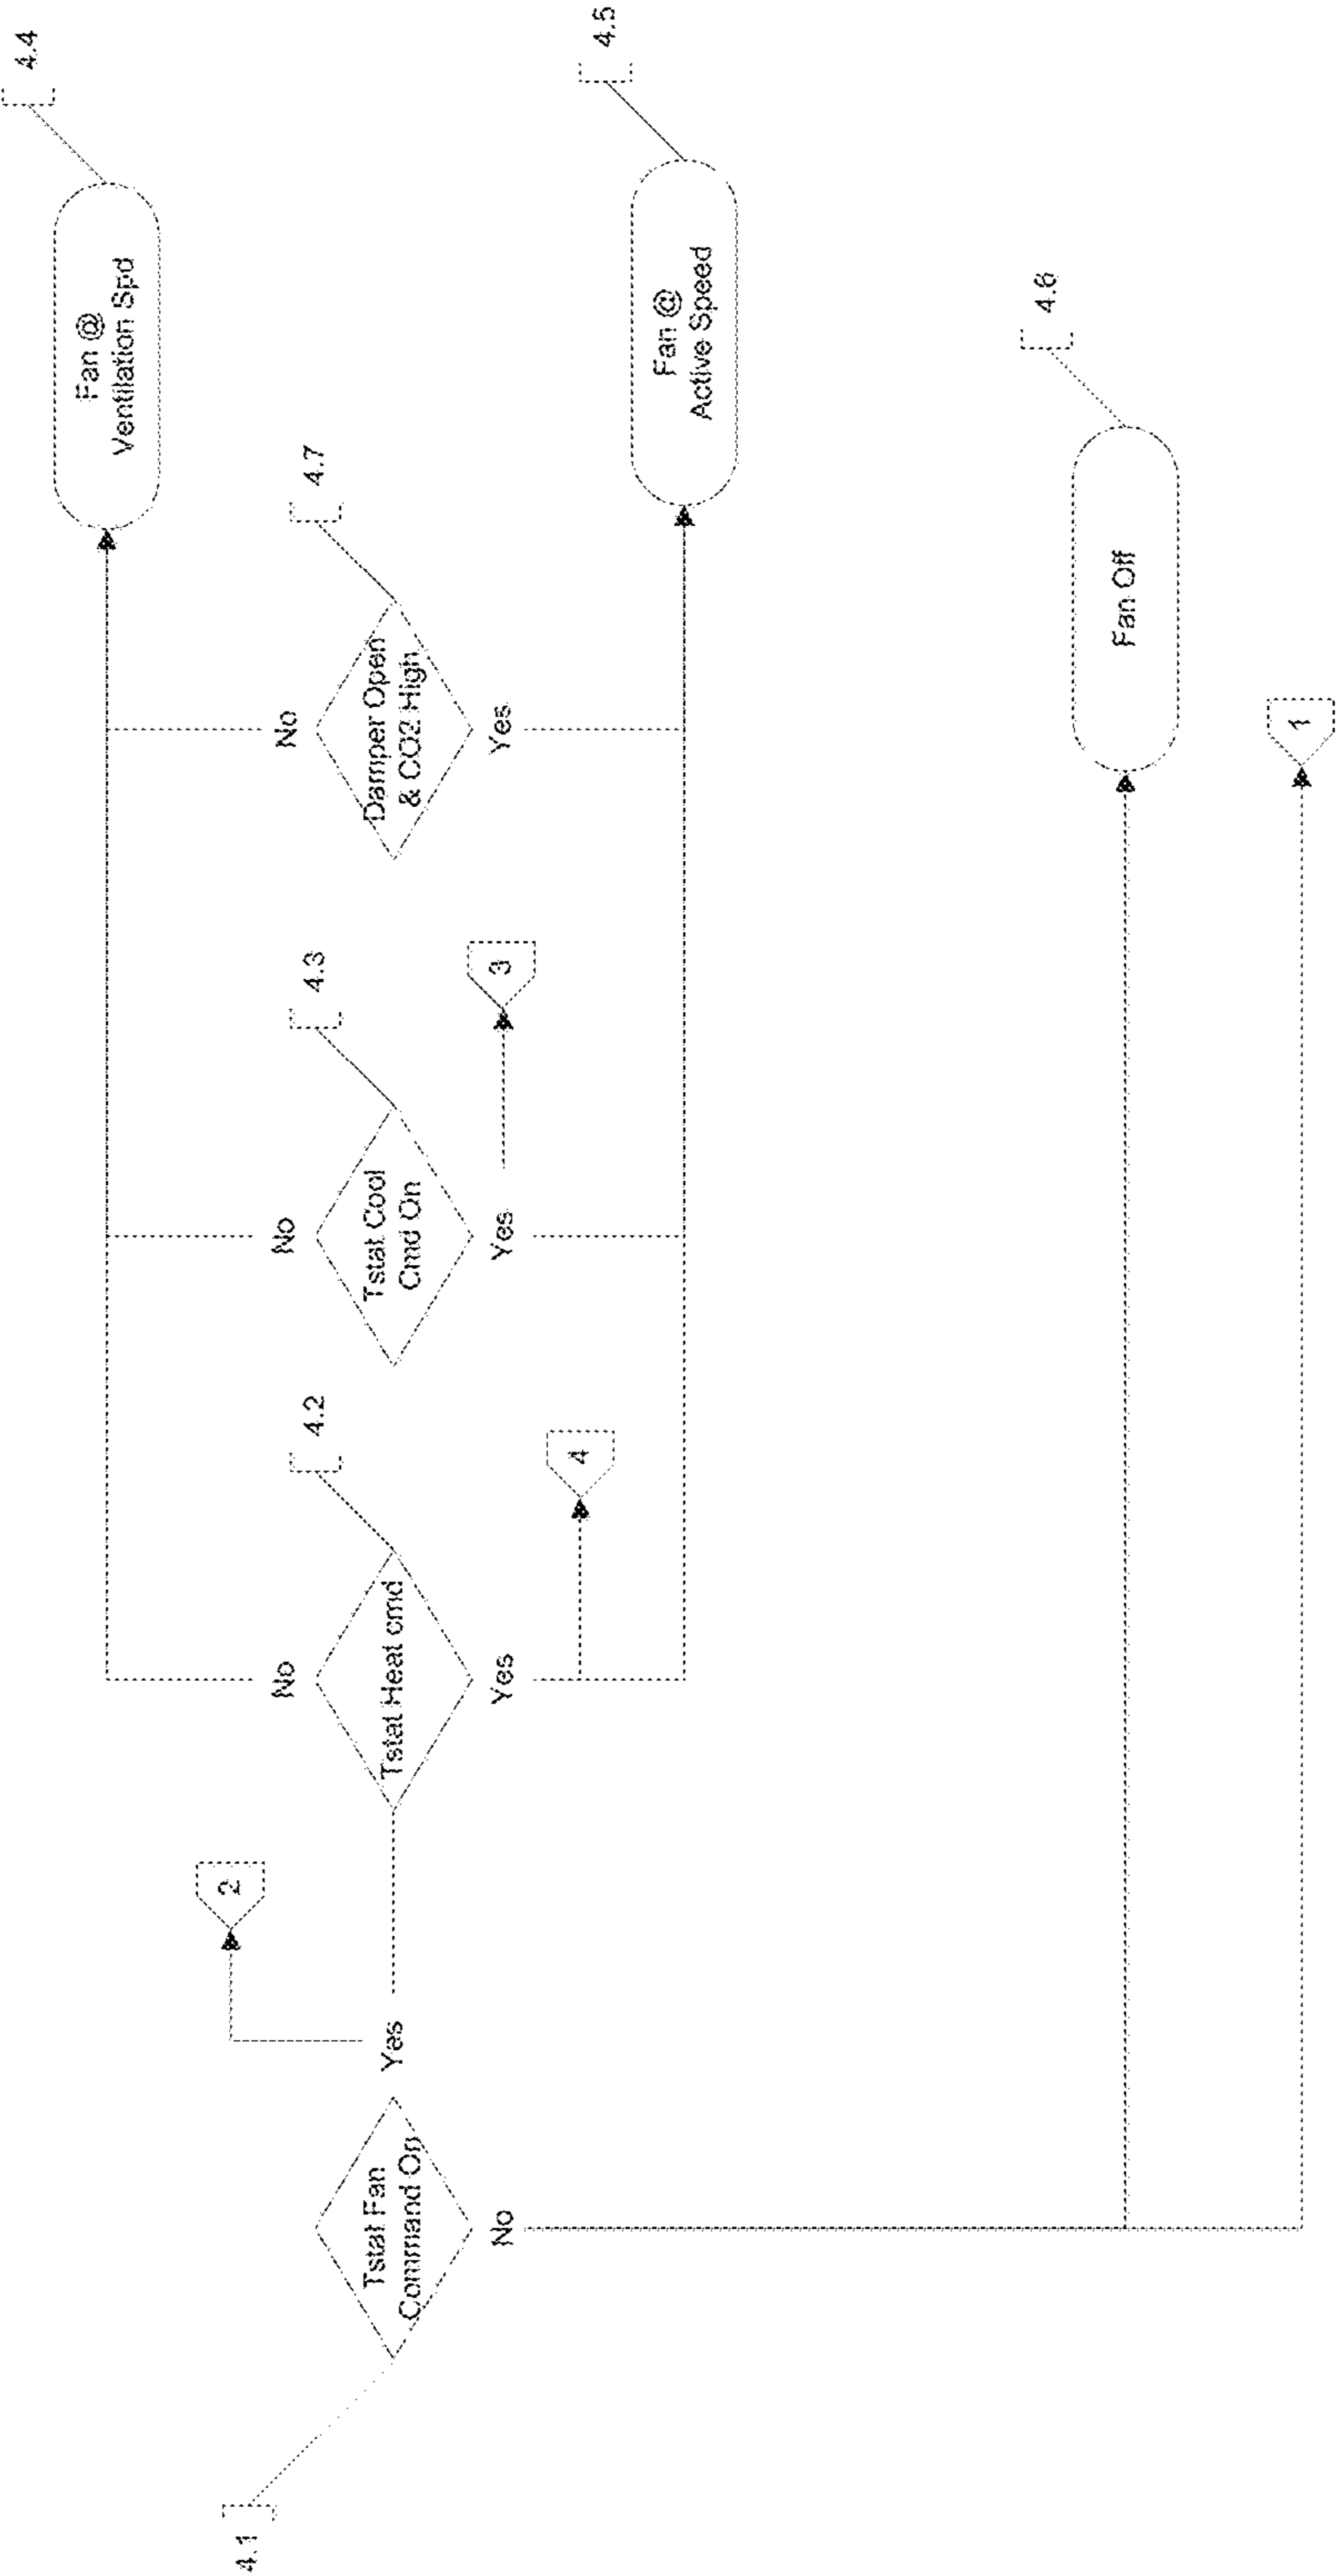 4.1
Tstat Fan
Command On
Yes
No
2
Tstat Heat cmd
No
Yes
4.2
4
Tstat Cool
Cmd On
No
Yes
4.3
3
Damper Open
& CO2 High
No
Yes
4.7
Fan @
Ventilation Spd
4.4
Fan @
Active Speed
4.5
Fan Off
4.6
1